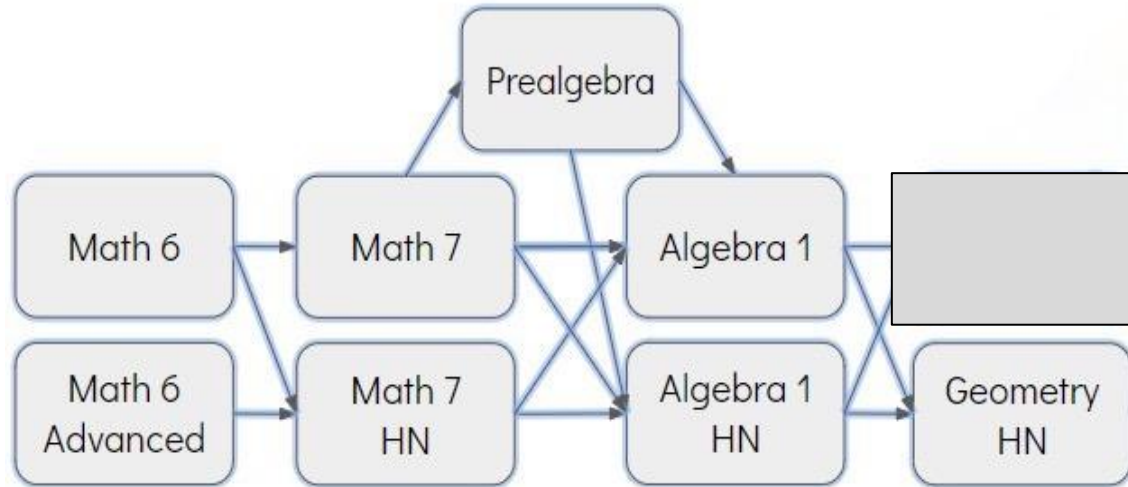 Prealgebra
Math 6
Math 7
Algebra 1
Math 6
Advanced
Math 7
HN
Algebra 1
HN
Geometry
HN